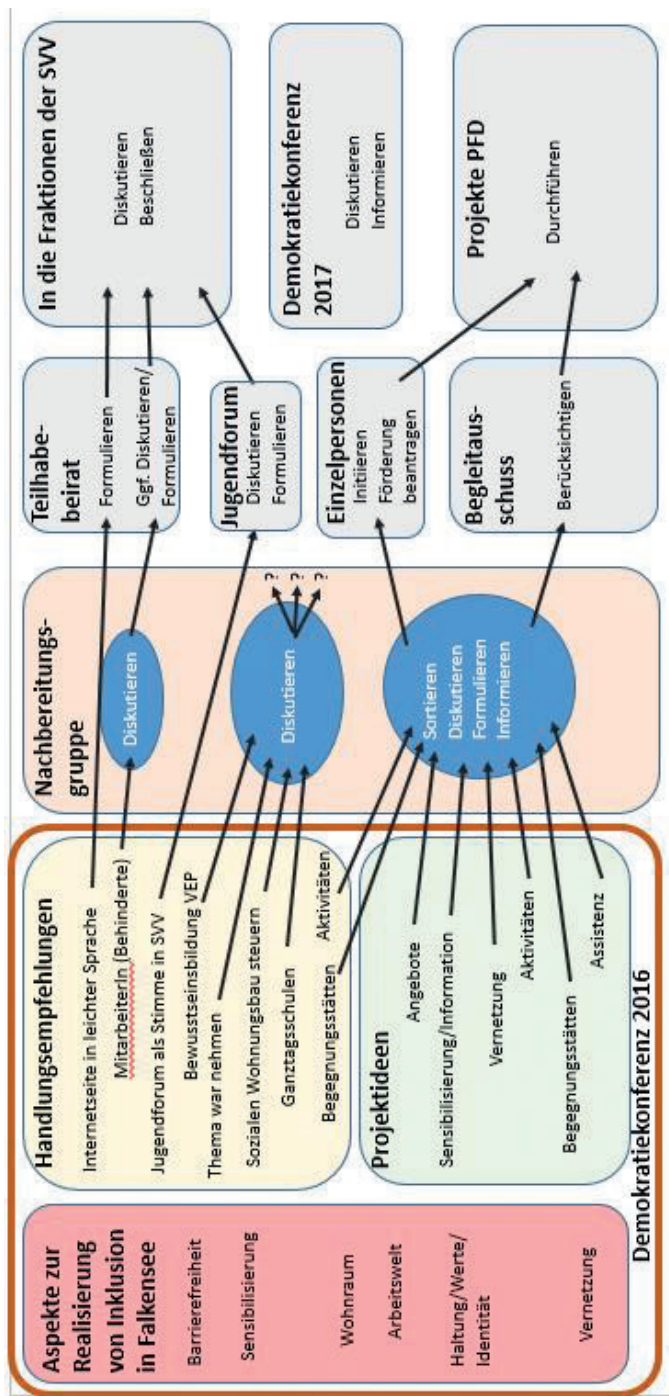 Aspekte zur
Realisierung
von Inklusion
in Falkensee
Barrierefreiheit
Sensibilisierung
Wohnraum
Arbeitswelt
Haltung/Werte/
Identität
Vernetzung
Handlungsempfehlungen
Internetseite in leichter Sprache
MitarbeiterIn (Behinderte)
Jugendforum als Stimme in SVV
Bewusstseinsbildung VEP
Thema war nehmen
Sozialen Wohnungsbau steuern
Ganztagsschulen
Begegnungsstätten
Aktivitäten
Projektideen
Angebote
Sensibilisierung/Information
Vernetzung
Aktivitäten
Begegnungsstätten
Assistenz
Demokratiekonferenz 2016
Nachbereitungs-
gruppe
Diskutieren
Diskutieren
?
?
?
Sortieren
Diskutieren
Formulieren
Informieren
Teilhabe-
beirat
Formulieren
Ggf. Diskutieren/
Formulieren
Jugendforum
Diskutieren
Formulieren
Einzelpersonen
Initiieren
Förderung
beantragen
Begleitaus-
schuss
Berücksichtigen
In die Fraktionen der SVV
Diskutieren
Beschließen
Demokratiekonferenz
2017
Diskutieren
Informieren
Projekte PFD
Durchführen